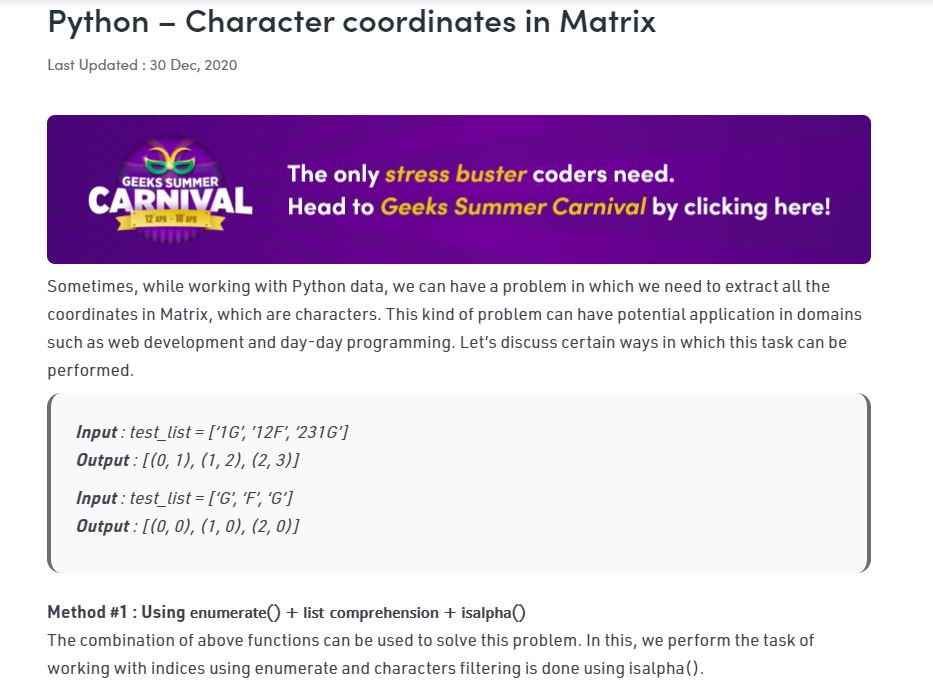 Python – Character coordinates in Matrix
Last Updated : 30 Dec, 2020
GEEKS SUMMER
CARNIVAL
12 APR - 18 APR
The only stress buster coders need.
Head to Geeks Summer Carnival by clicking here!
Sometimes, while working with Python data, we can have a problem in which we need to extract all the
coordinates in Matrix, which are characters. This kind of problem can have potential application in domains
such as web development and day-day programming. Let’s discuss certain ways in which this task can be
performed.
Input : test_list = [‘1G’, ‘12F’, ‘231G’]
Output : [(0, 1), (1, 2), (2, 3)]
Input : test_list = [‘G’, ‘F’, ‘G’]
Output : [(0, 0), (1, 0), (2, 0)]
Method #1 : Using enumerate() + list comprehension + isalpha()
The combination of above functions can be used to solve this problem. In this, we perform the task of
working with indices using enumerate and characters filtering is done using isalpha().